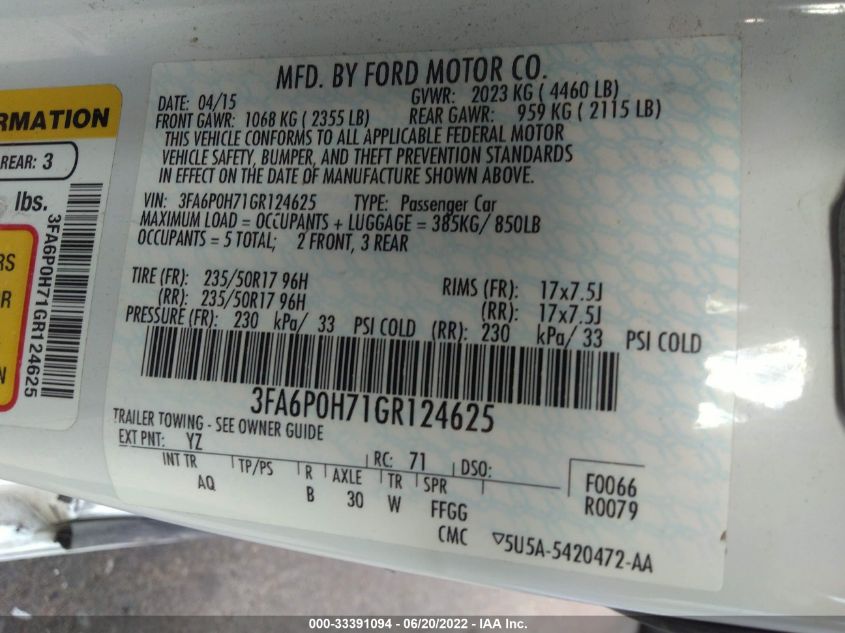 MFD. BY FORD MOTOR CO.
DATE: 04/15 GVWR: 2023 KG ( 4460 LB)
FRONT GAWR: 1068 KG ( 2355 LB) REAR GAWR: 959 KG ( 2115 LB)
THIS VEHICLE CONFORMS TO ALL APPLICABLE FEDERAL MOTOR
VEHICLE SAFETY, BUMPER, AND THEFT PREVENTION STANDARDS
IN EFFECT ON THE DATE OF MANUFACTURE SHOWN ABOVE.
VIN: 3FA6P0H71GR124625 TYPE: Passenger Car
MAXIMUM LOAD = OCCUPANTS + LUGGAGE = 385KG/ 850LB
OCCUPANTS = 5 TOTAL; 2 FRONT, 3 REAR
TIRE (FR): 235/50R17 96H RIMS (FR): 17x7.5J
(RR): 235/50R17 96H (RR): 17x7.5J
PRESSURE (FR): 230 kPa/ 33 PSI COLD (RR): 230 kPa/ 33 PSI COLD
3FA6P0H71GR124625
TRAILER TOWING - SEE OWNER GUIDE
EXT PNT: YZ RC: 71 DSO:
INT TR TP/PS R AXLE TR SPR
AQ B 30 W FFGG
F0066
R0079
CMC ▽5U5A-5420472-AA
RMATION
REAR: 3
lbs.
3FA6P0H71GR124625
RS
R
N
000-33391094 — 06/20/2022 — IAA Inc.